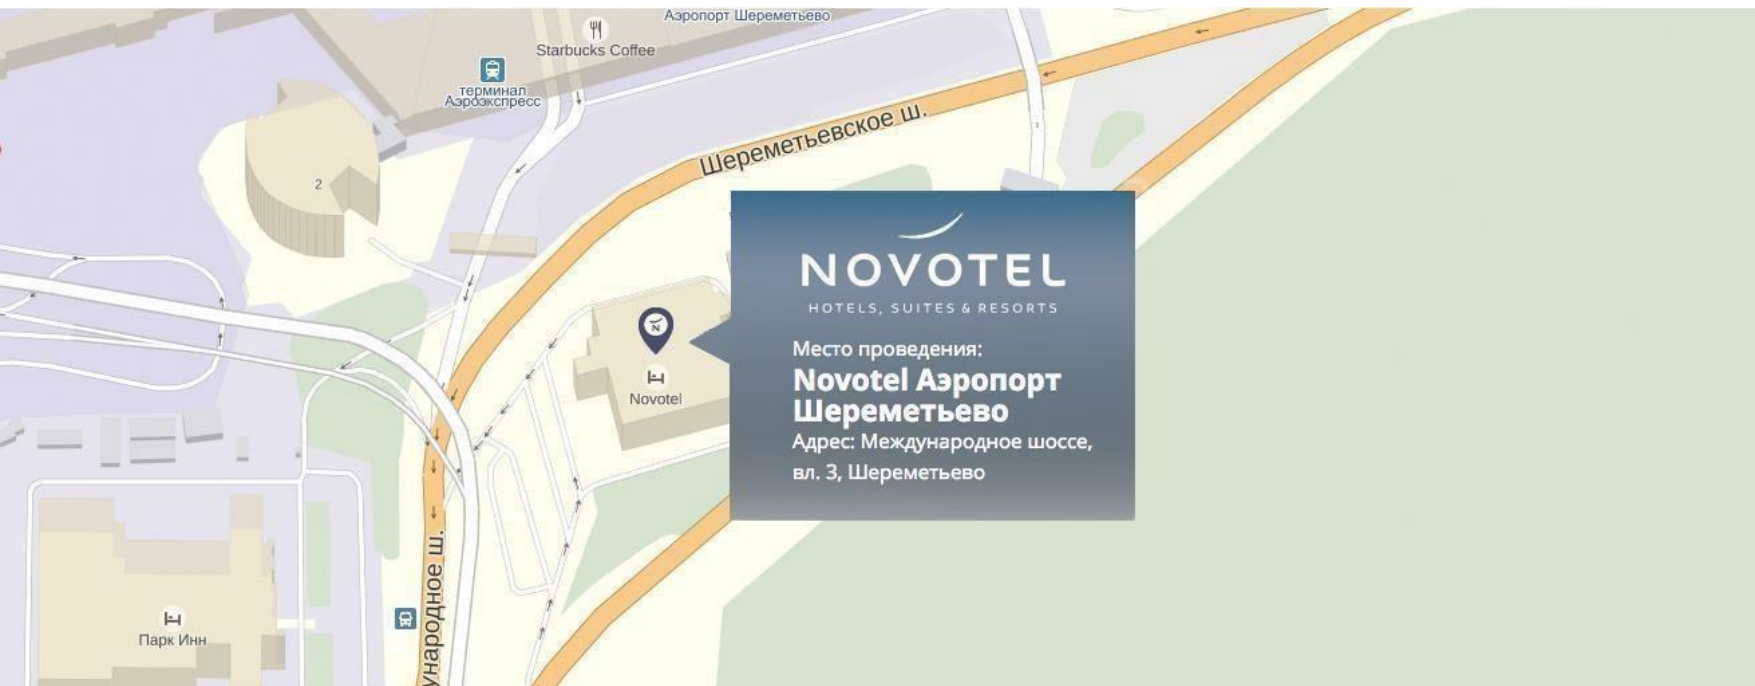 Аэропорт Шереметьево
Starbucks Coffee
терминал
Аэроэкспресс
Шереметьевское ш.
2
NOVOTEL
HOTELS, SUITES & RESORTS
Место проведения:
Novotel Аэропорт
Шереметьево
Адрес: Международное шоссе,
вл. 3, Шереметьево
N
Novotel
ународное ш.
Парк Инн